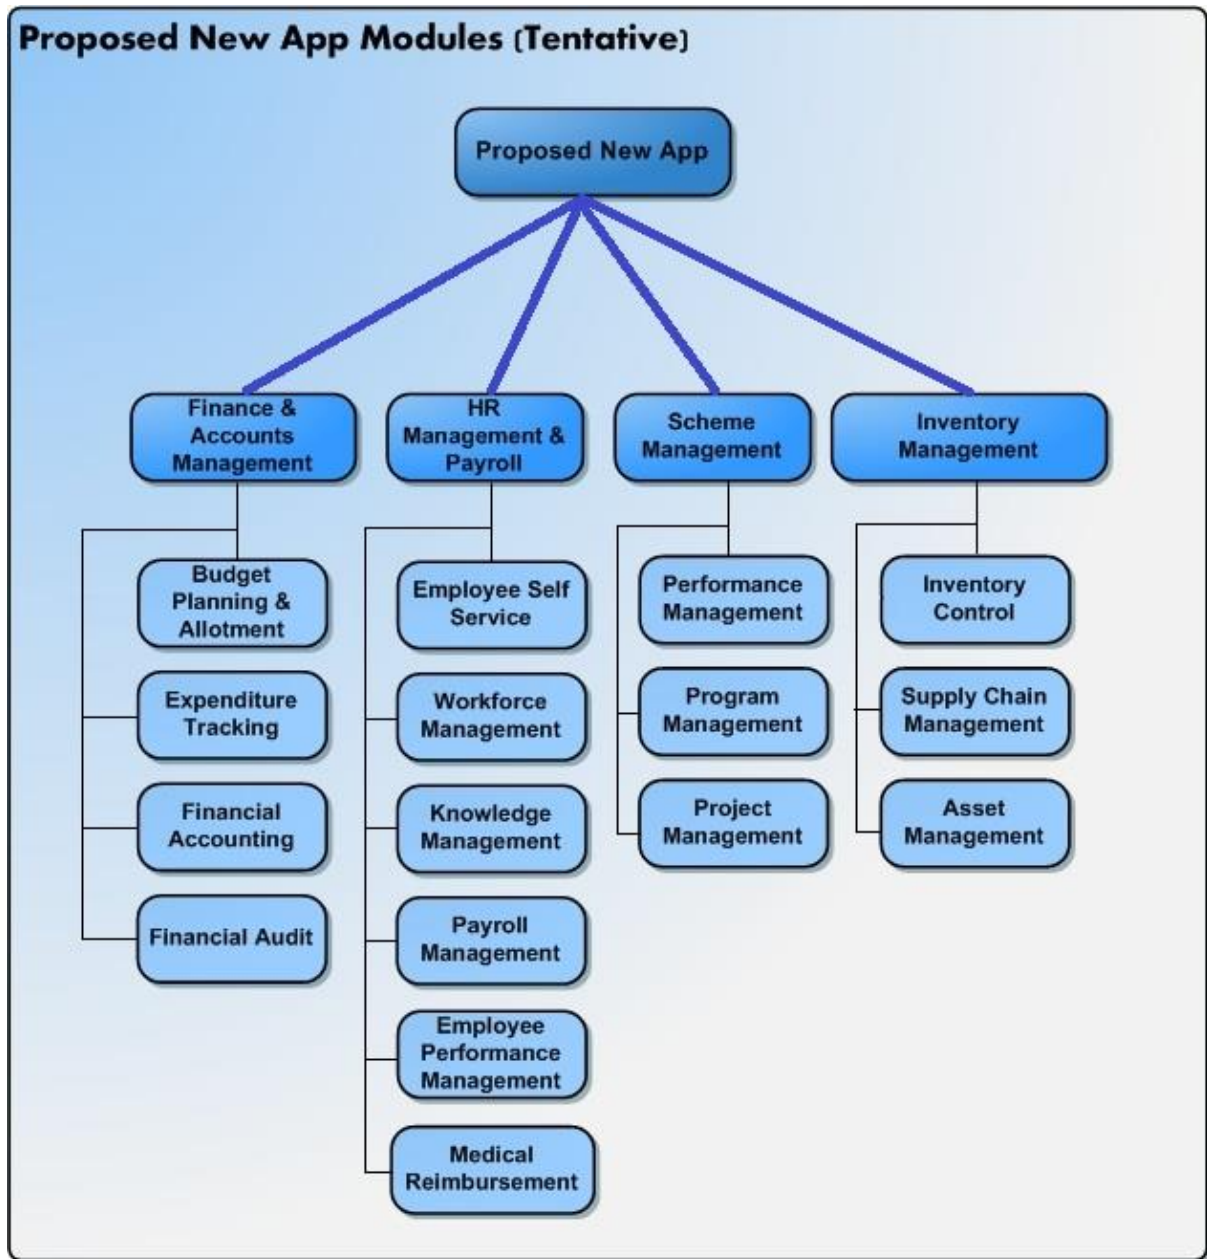 Proposed New App Modules (Tentative)
Proposed New App
Finance &
Accounts
Management
HR
Management &
Payroll
Scheme
Management
Inventory
Management
Budget
Planning &
Allotment
Expenditure
Tracking
Financial
Accounting
Financial Audit
Employee Self
Service
Workforce
Management
Knowledge
Management
Payroll
Management
Employee
Performance
Management
Medical
Reimbursement
Performance
Management
Program
Management
Project
Management
Inventory
Control
Supply Chain
Management
Asset
Management